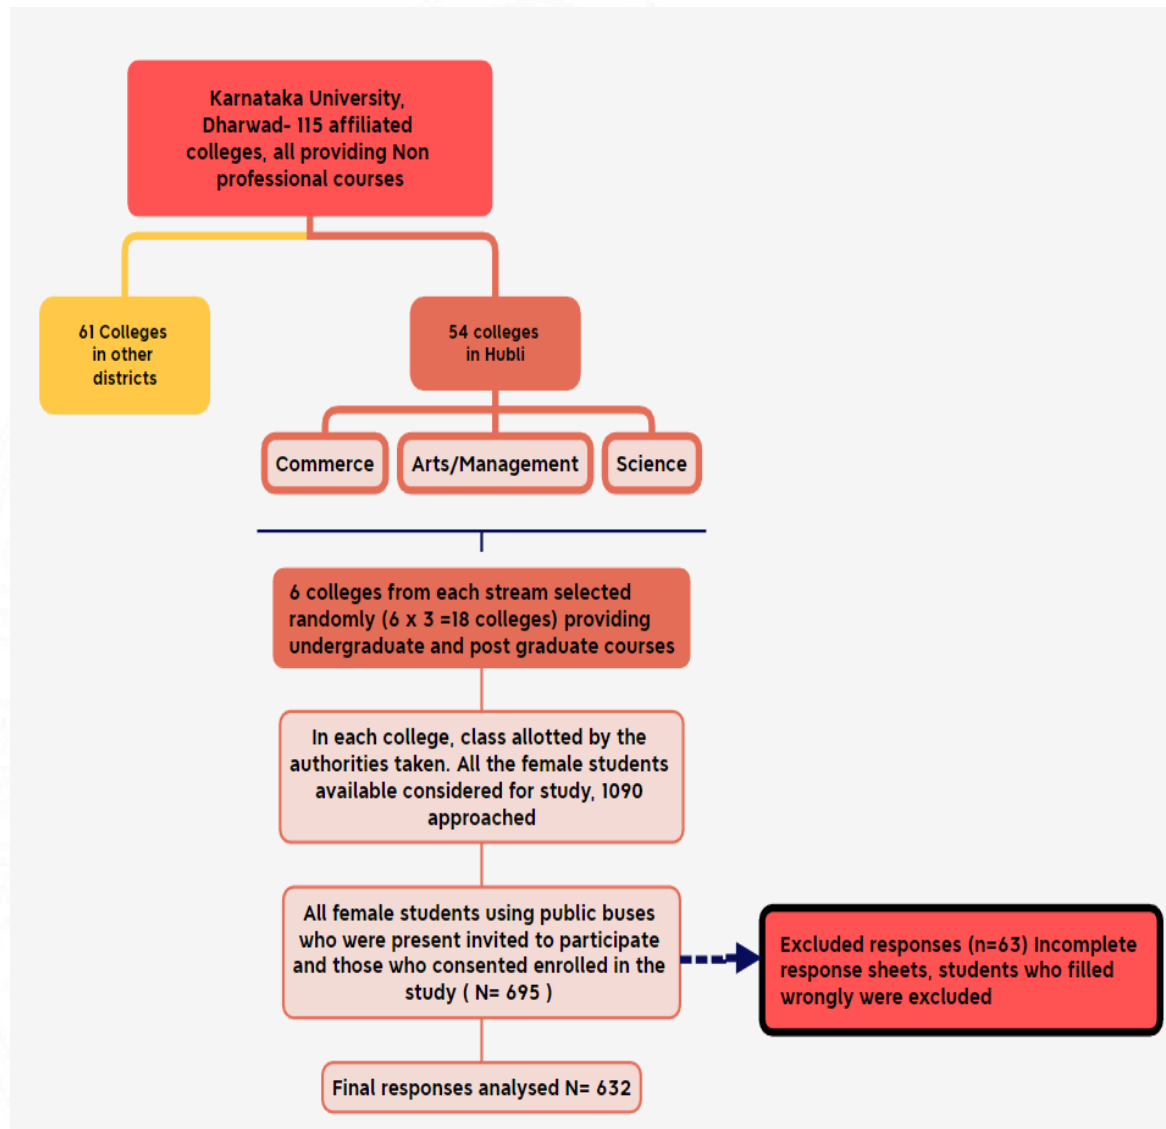 Karnataka University,
Dharwad- 115 affiliated
colleges, all providing Non
professional courses
61 Colleges
in other
districts
54 colleges
in Hubli
Commerce
Arts/Management
Science
6 colleges from each stream selected
randomly (6 x 3 =18 colleges) providing
undergraduate and post graduate courses
In each college, class allotted by the
authorities taken. All the female students
available considered for study, 1090
approached
All female students using public buses
who were present invited to participate
and those who consented enrolled in the
study ( N= 695 )
Excluded responses (n=63) Incomplete
response sheets, students who filled
wrongly were excluded
Final responses analysed N= 632